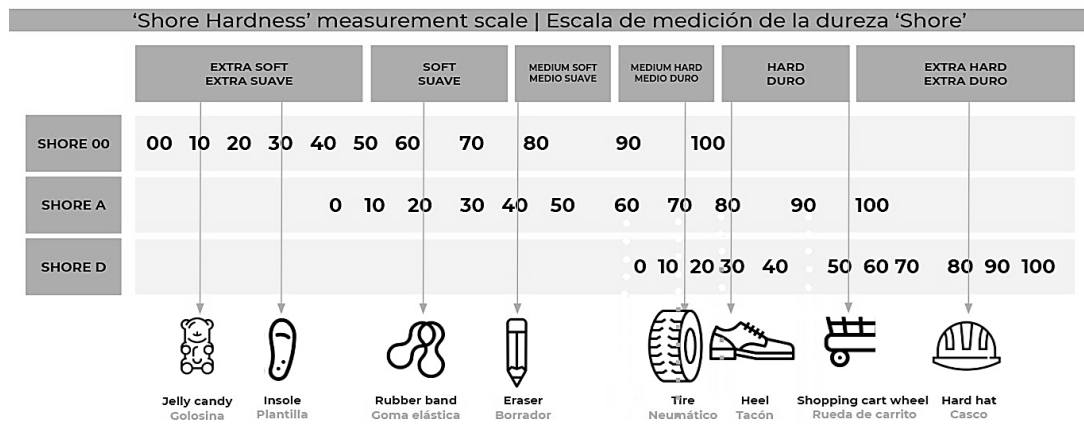 ‘Shore Hardness’ measurement scale | Escala de medición de la dureza ‘Shore’
EXTRA SOFT
EXTRA SUAVE
SOFT
SUAVE
MEDIUM SOFT
MEDIO SUAVE
MEDIUM HARD
MEDIO DURO
HARD
DURO
EXTRA HARD
EXTRA DURO
SHORE 00 00 10 20 30 40 50 60 70 80 90 100
SHORE A 0 10 20 30 40 50 60 70 80 90 100
SHORE D 0 10 20 30 40 50 60 70 80 90 100
Jelly candy
Golosina
Insole
Plantilla
Rubber band
Goma elástica
Eraser
Borrador
Tire
Neumático
Heel
Tacón
Shopping cart wheel
Rueda de carrito
Hard hat
Casco